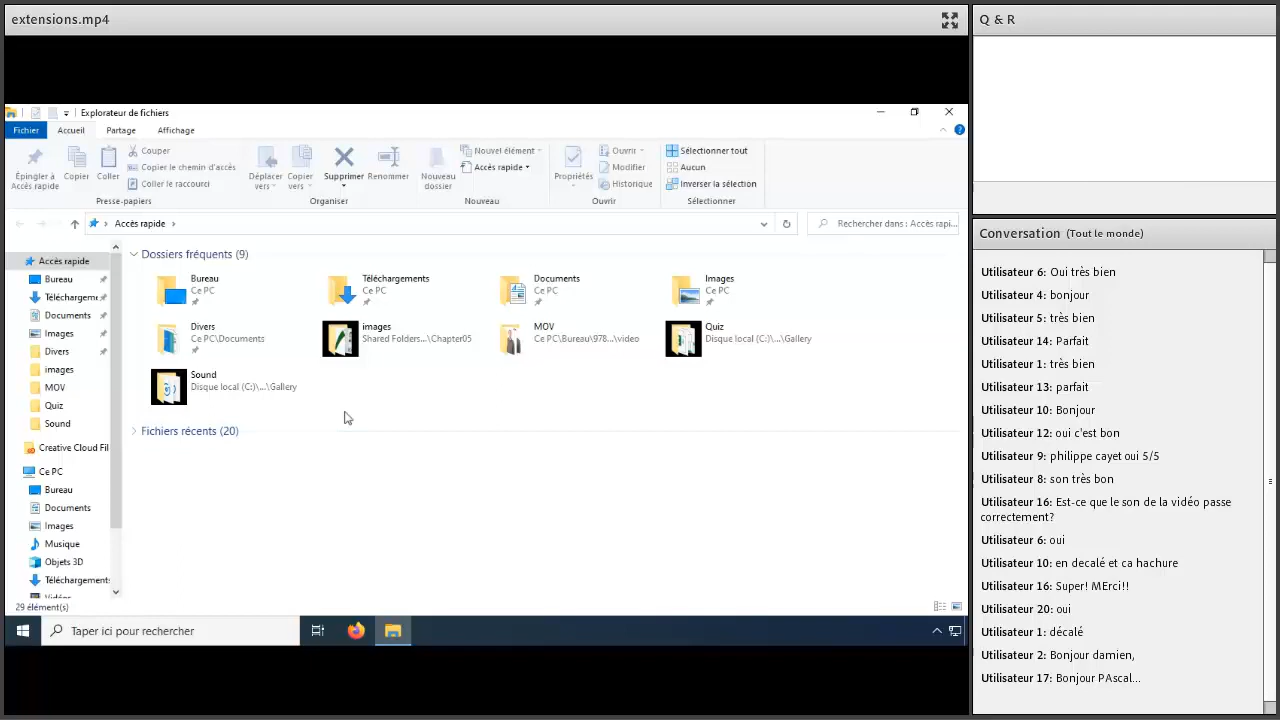 extensions.mp4
Explorateur de fichiers
Fichier
Accueil
Partage
Affichage
Épingler à
Accès rapide
Copier
Coller
Couper
Copier le chemin d'accès
Coller le raccourci
Presse-papiers
Déplacer
vers
Copier
vers
Supprimer
Renommer
Organiser
Nouveau
dossier
Nouvel élément
Accès rapide
Nouveau
Propriétés
Ouvrir
Modifier
Historique
Ouvrir
Sélectionner tout
Aucun
Inverser la sélection
Sélectionner
Accès rapide
Rechercher dans : Accès rapi...
Accès rapide
Bureau
Téléchargeme
Documents
Images
Divers
images
MOV
Quiz
Sound
Creative Cloud Fil
Ce PC
Bureau
Documents
Images
Musique
Objets 3D
Téléchargements
Vidéos
Dossiers fréquents (9)
Bureau
Ce PC
Téléchargements
Ce PC
Documents
Ce PC
Images
Ce PC
Divers
Ce PC\Documents
images
Shared Folders...\Chapter05
MOV
Ce PC\Bureau\978...\video
Quiz
Disque local (C:)\...\Gallery
Sound
Disque local (C:)\...\Gallery
Fichiers récents (20)
29 élément(s)
Taper ici pour rechercher
Q & R
Conversation (Tout le monde)
Utilisateur 6: Oui très bien
Utilisateur 4: bonjour
Utilisateur 5: très bien
Utilisateur 14: Parfait
Utilisateur 1: très bien
Utilisateur 13: parfait
Utilisateur 10: Bonjour
Utilisateur 12: oui c'est bon
Utilisateur 9: philippe cayet oui 5/5
Utilisateur 8: son très bon
Utilisateur 16: Est-ce que le son de la vidéo passe
correctement?
Utilisateur 6: oui
Utilisateur 10: en decalé et ca hachure
Utilisateur 16: Super! MErci!!
Utilisateur 20: oui
Utilisateur 1: décalé
Utilisateur 2: Bonjour damien,
Utilisateur 17: Bonjour PAscal...